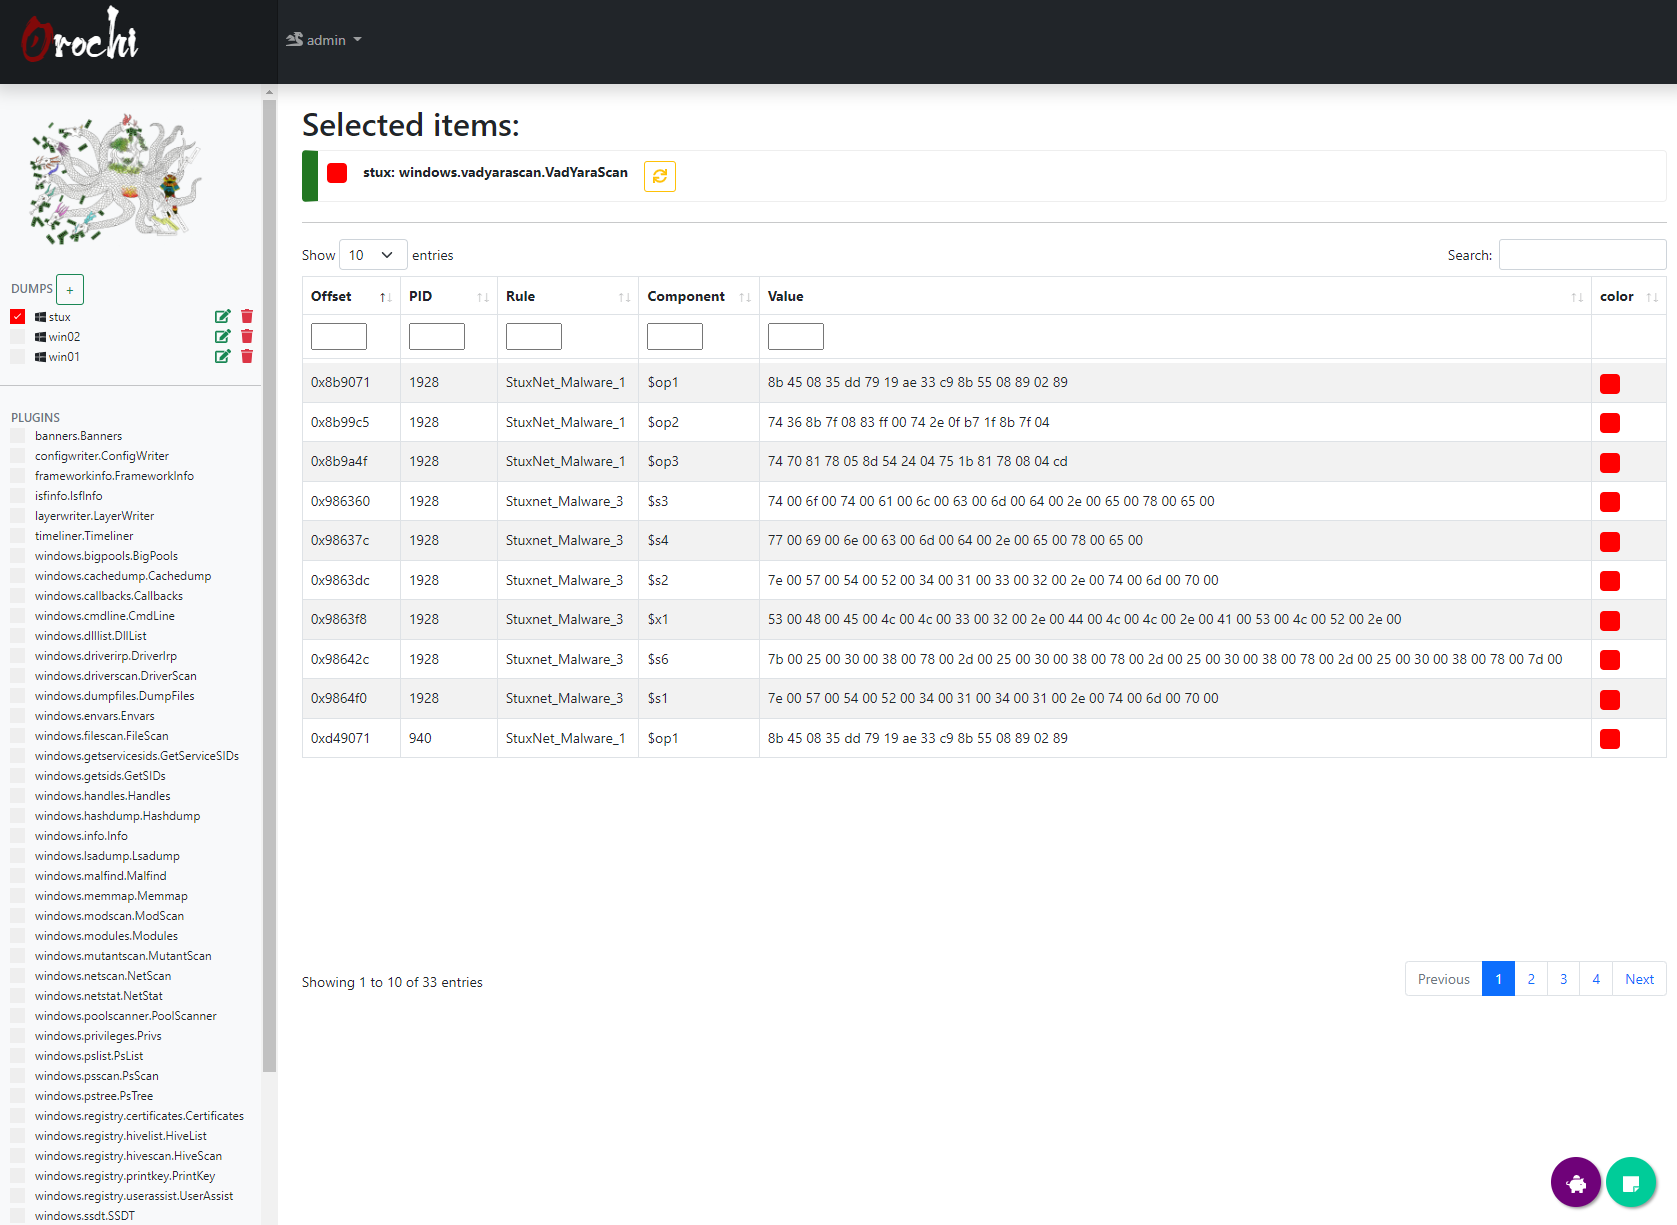 Orochi
admin
Selected items:
stux: windows.vadyarascan.VadYaraScan
DUMPS +
stux
win02
win01
PLUGINS
banners.Banners
configwriter.ConfigWriter
frameworkinfo.FrameworkInfo
isfinfo.IsfInfo
layerwriter.LayerWriter
timeliner.Timeliner
windows.bigpools.BigPools
windows.cachedump.Cachedump
windows.callbacks.Callbacks
windows.cmdline.CmdLine
windows.dlllist.DllList
windows.driverirp.DriverIrp
windows.driverscan.DriverScan
windows.dumpfiles.DumpFiles
windows.envars.Envars
windows.filescan.FileScan
windows.getservicesids.GetServiceSIDs
windows.getsids.GetSIDs
windows.handles.Handles
windows.hashdump.Hashdump
windows.info.Info
windows.lsadump.Lsadump
windows.malfind.Malfind
windows.memmap.Memmap
windows.modscan.ModScan
windows.modules.Modules
windows.mutantscan.MutantScan
windows.netscan.NetScan
windows.netstat.NetStat
windows.poolscanner.PoolScanner
windows.privileges.Privs
windows.pslist.PsList
windows.psscan.PsScan
windows.pstree.PsTree
windows.registry.certificates.Certificates
windows.registry.hivelist.HiveList
windows.registry.hivescan.HiveScan
windows.registry.printkey.PrintKey
windows.registry.userassist.UserAssist
windows.ssdt.SSDT
Show 10 entries Search:
Offset PID Rule Component Value color
0x8b9071 1928 StuxNet_Malware_1 $op1 8b 45 08 35 dd 79 19 ae 33 c9 8b 55 08 89 02 89
0x8b99c5 1928 StuxNet_Malware_1 $op2 74 36 8b 7f 08 83 ff 00 74 2e 0f b7 1f 8b 7f 04
0x8b9a4f 1928 StuxNet_Malware_1 $op3 74 70 81 78 05 8d 54 24 04 75 1b 81 78 08 04 cd
0x986360 1928 Stuxnet_Malware_3 $s3 74 00 6f 00 74 00 61 00 6c 00 63 00 6d 00 64 00 2e 00 65 00 78 00 65 00
0x98637c 1928 Stuxnet_Malware_3 $s4 77 00 69 00 6e 00 63 00 6d 00 64 00 2e 00 65 00 78 00 65 00
0x9863dc 1928 Stuxnet_Malware_3 $s2 7e 00 57 00 54 00 52 00 34 00 31 00 33 00 32 00 2e 00 74 00 6d 00 70 00
0x9863f8 1928 Stuxnet_Malware_3 $x1 53 00 48 00 45 00 4c 00 4c 00 33 00 32 00 2e 00 44 00 4c 00 4c 00 2e 00 41 00 53 00 4c 00 52 00 2e 00
0x98642c 1928 Stuxnet_Malware_3 $s6 7b 00 25 00 30 00 38 00 78 00 2d 00 25 00 30 00 38 00 78 00 2d 00 25 00 30 00 38 00 78 00 2d 00 25 00 30 00 38 00 78 00 7d 00
0x9864f0 1928 Stuxnet_Malware_3 $s1 7e 00 57 00 54 00 52 00 34 00 31 00 34 00 31 00 2e 00 74 00 6d 00 70 00
0xd49071 940 StuxNet_Malware_1 $op1 8b 45 08 35 dd 79 19 ae 33 c9 8b 55 08 89 02 89
Showing 1 to 10 of 33 entries
Previous 1 2 3 4 Next